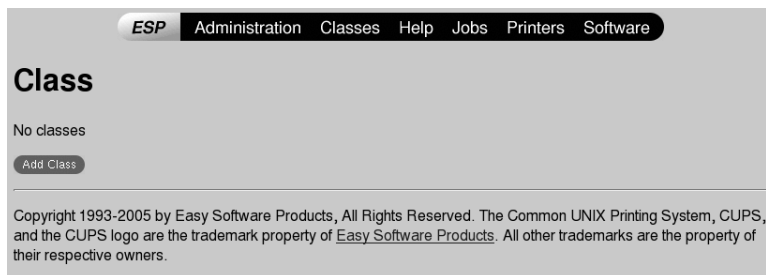 ESP Administration Classes Help Jobs Printers Software
Class
No classes
Add Class
Copyright 1993-2005 by Easy Software Products, All Rights Reserved. The Common UNIX Printing System, CUPS,
and the CUPS logo are the trademark property of Easy Software Products. All other trademarks are the property of
their respective owners.